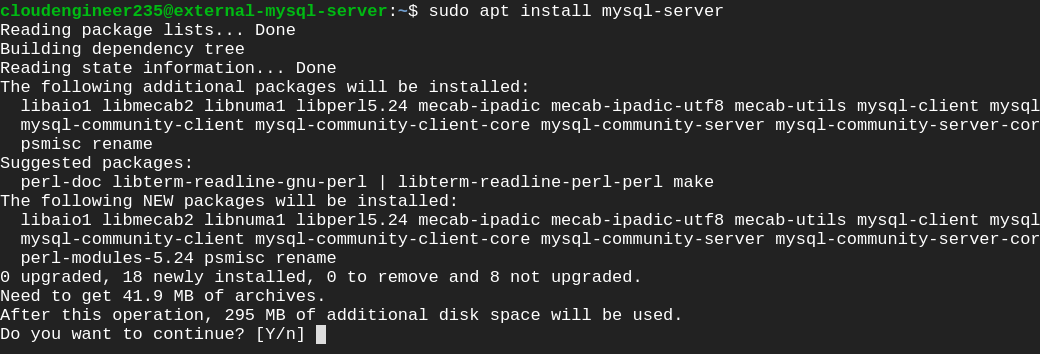 cloudengineer235@external-mysql-server:~$ sudo apt install mysql-server
Reading package lists... Done
Building dependency tree
Reading state information... Done
The following additional packages will be installed:
  libaio1 libmecab2 libnuma1 libperl5.24 mecab-ipadic mecab-ipadic-utf8 mecab-utils mysql-client mysql
  mysql-community-client mysql-community-client-core mysql-community-server mysql-community-server-cor
  psmisc rename
Suggested packages:
  perl-doc libterm-readline-gnu-perl | libterm-readline-perl-perl make
The following NEW packages will be installed:
  libaio1 libmecab2 libnuma1 libperl5.24 mecab-ipadic mecab-ipadic-utf8 mecab-utils mysql-client mysql
  mysql-community-client mysql-community-client-core mysql-community-server mysql-community-server-cor
  perl-modules-5.24 psmisc rename
0 upgraded, 18 newly installed, 0 to remove and 8 not upgraded.
Need to get 41.9 MB of archives.
After this operation, 295 MB of additional disk space will be used.
Do you want to continue? [Y/n]